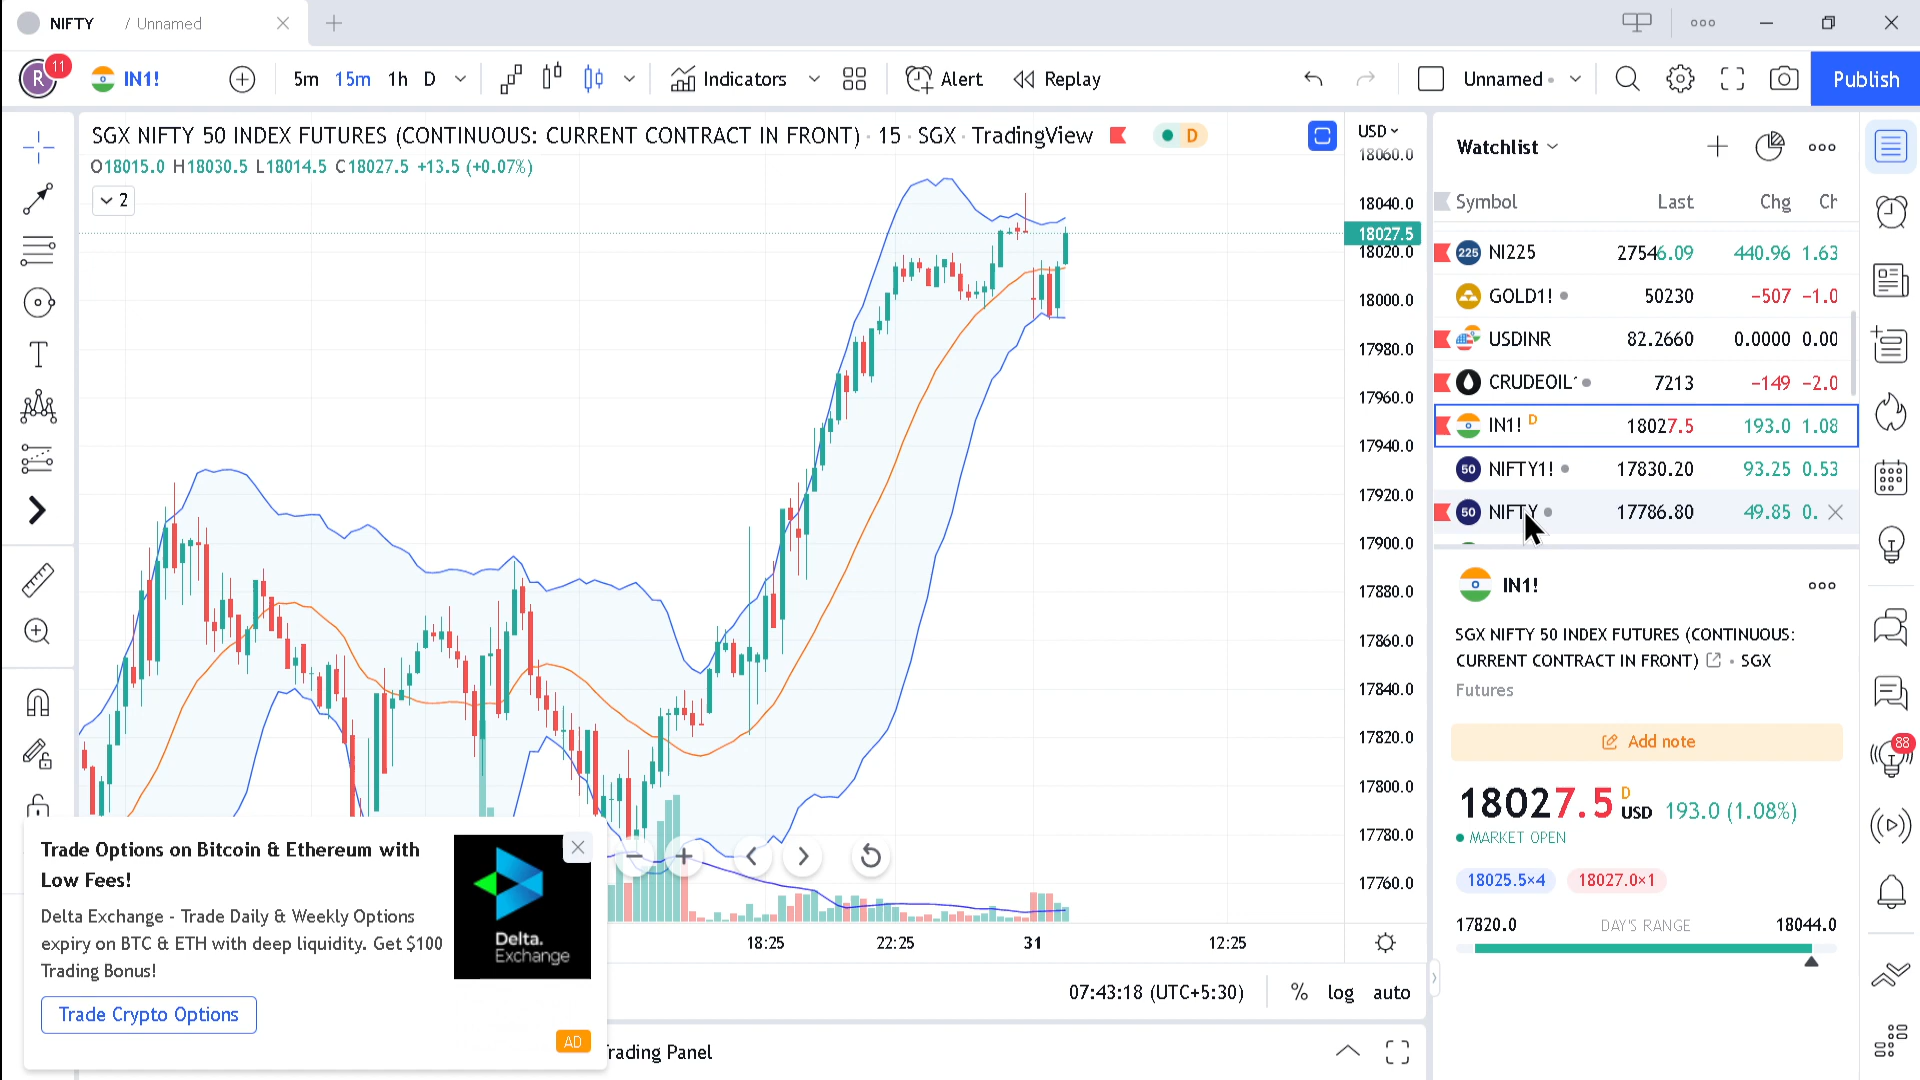 NIFTY / Unnamed
R 11 IN1! 5m 15m 1h D Indicators Alert Replay Unnamed Publish
SGX NIFTY 50 INDEX FUTURES (CONTINUOUS: CURRENT CONTRACT IN FRONT) · 15 · SGX · TradingView D
O18015.0 H18030.5 L18014.5 C18027.5 +13.5 (+0.07%)
2
USD
18060.0
18040.0
18027.5
18020.0
18000.0
17980.0
17960.0
17940.0
17920.0
17900.0
17880.0
17860.0
17840.0
17820.0
17800.0
17780.0
17760.0
18:25 22:25 31 12:25
07:43:18 (UTC+5:30) % log auto
Trading Panel
Trade Options on Bitcoin & Ethereum with
Low Fees!
Delta Exchange - Trade Daily & Weekly Options
expiry on BTC & ETH with deep liquidity. Get $100
Trading Bonus!
Trade Crypto Options
Delta.
Exchange
AD
Watchlist
Symbol Last Chg Ch
225 NI225 27546.09 440.96 1.63
GOLD1! 50230 −507 −1.0
USDINR 82.2660 0.0000 0.00
CRUDEOIL 7213 −149 −2.0
IN1! D 18027.5 193.0 1.08
50 NIFTY1! 17830.20 93.25 0.53
50 NIFTY 17786.80 49.85 0.
IN1!
SGX NIFTY 50 INDEX FUTURES (CONTINUOUS:
CURRENT CONTRACT IN FRONT) • SGX
Futures
Add note
18027.5 D USD 193.0 (1.08%)
MARKET OPEN
18025.5×4 18027.0×1
17820.0 DAY'S RANGE 18044.0
88